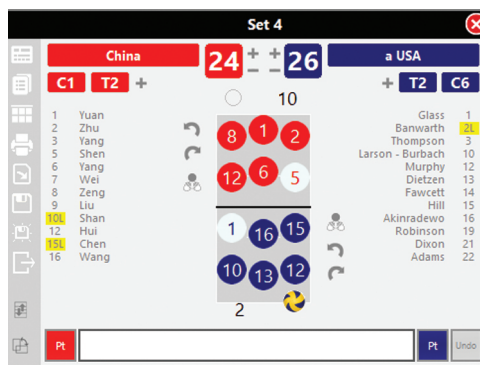 Set 4
China 24 26 a USA
C1 T2 + + T2 C6
10
1 Yuan
2 Zhu
3 Yang
5 Shen
6 Yang
7 Wei
8 Zeng
9 Liu
10L Shan
12 Hui
15L Chen
16 Wang
8 1 2
12 6 5
1 16 15
10 13 12
2
Glass 1
Banwarth 2L
Thompson 3
Larson - Burbach 10
Murphy 12
Dietzen 13
Fawcett 14
Hill 15
Akinradewo 16
Robinson 19
Dixon 21
Adams 22
Pt Pt Undo